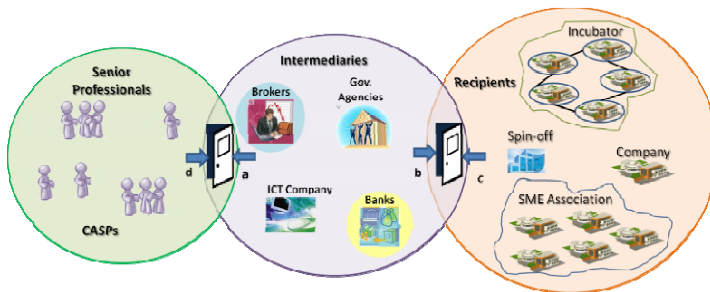 Senior
Professionals
CASPs
d
a
Intermediaries
Brokers
Gov.
Agencies
ICT Company
Banks
b
c
Recipients
Incubator
Spin-off
Company
SME Association